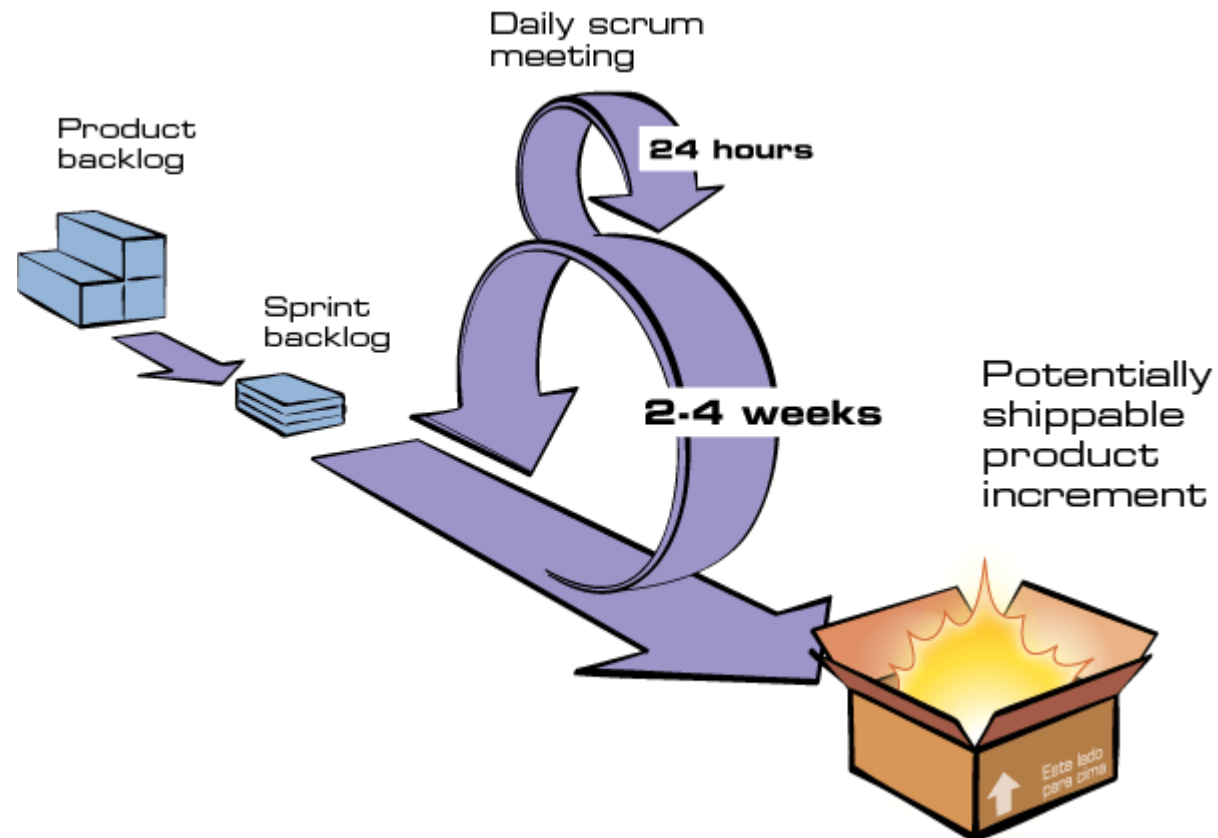 Daily scrum
meeting
24 hours
Product
backlog
Sprint
backlog
2-4 weeks
Potentially
shippable
product
increment
Este lado
para cima